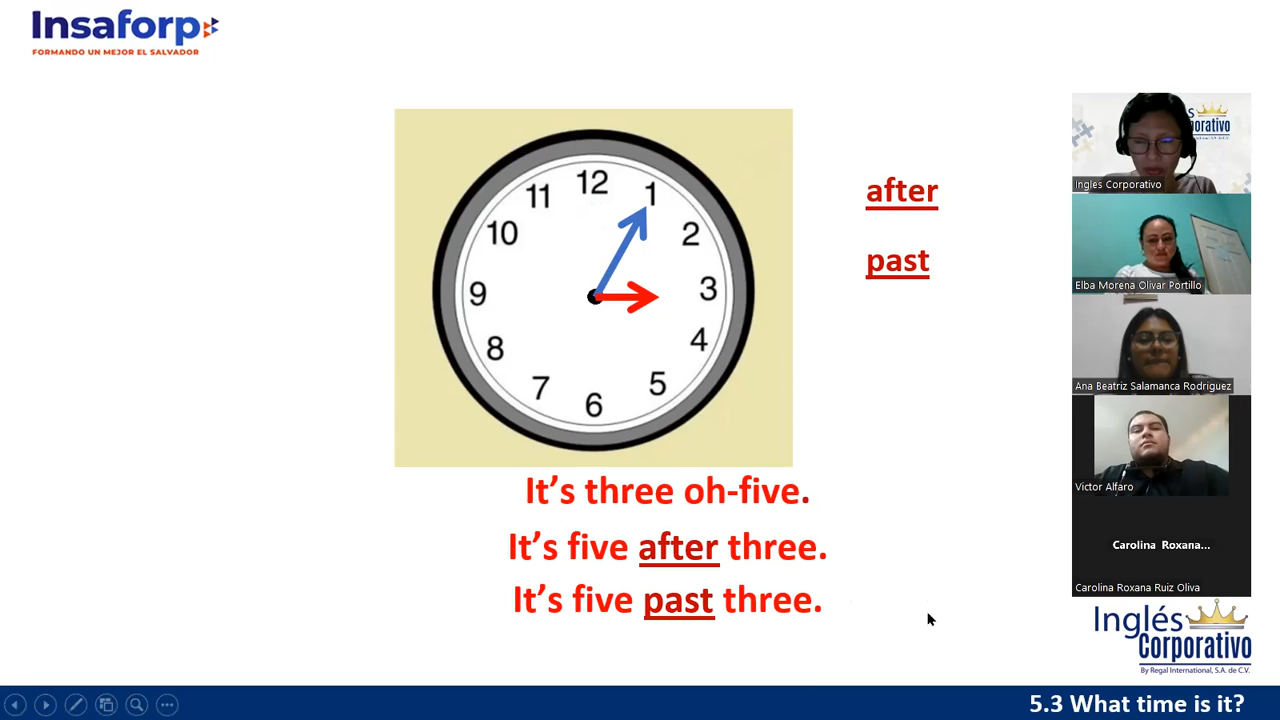 Insaforp
FORMANDO UN MEJOR EL SALVADOR
12
1
2
3
4
5
6
7
8
9
10
11
after
past
It's three oh-five.
It's five after three.
It's five past three.
orativo
Ingles Corporativo
Elba Morena Olivar Portillo
Ana Beatriz Salamanca Rodriguez
Victor Alfaro
Carolina Roxana...
Carolina Roxana Ruiz Oliva
Inglés
Corporativo
By Regal International, S.A. de C.V.
5.3 What time is it?